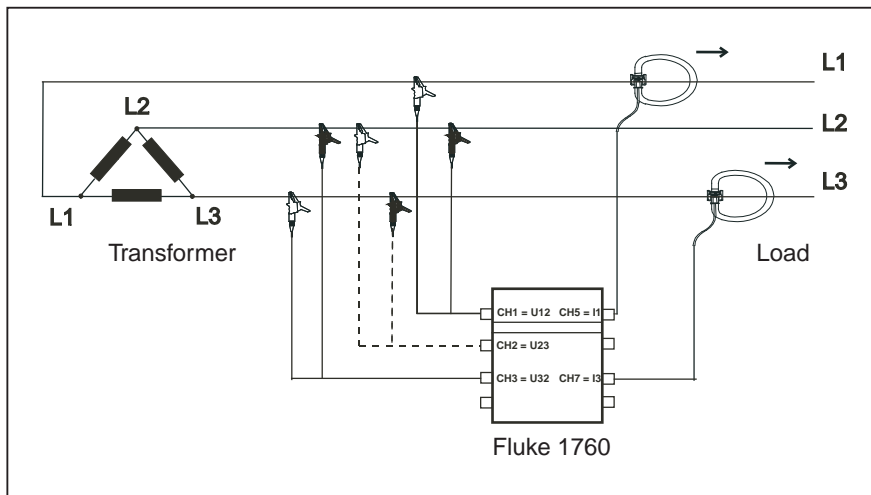 L1
L2
L2
L3
L1
L3
Transformer
Load
CH1 = U12 CH5 = I1
CH2 = U23
CH3 = U32 CH7 = I3
Fluke 1760